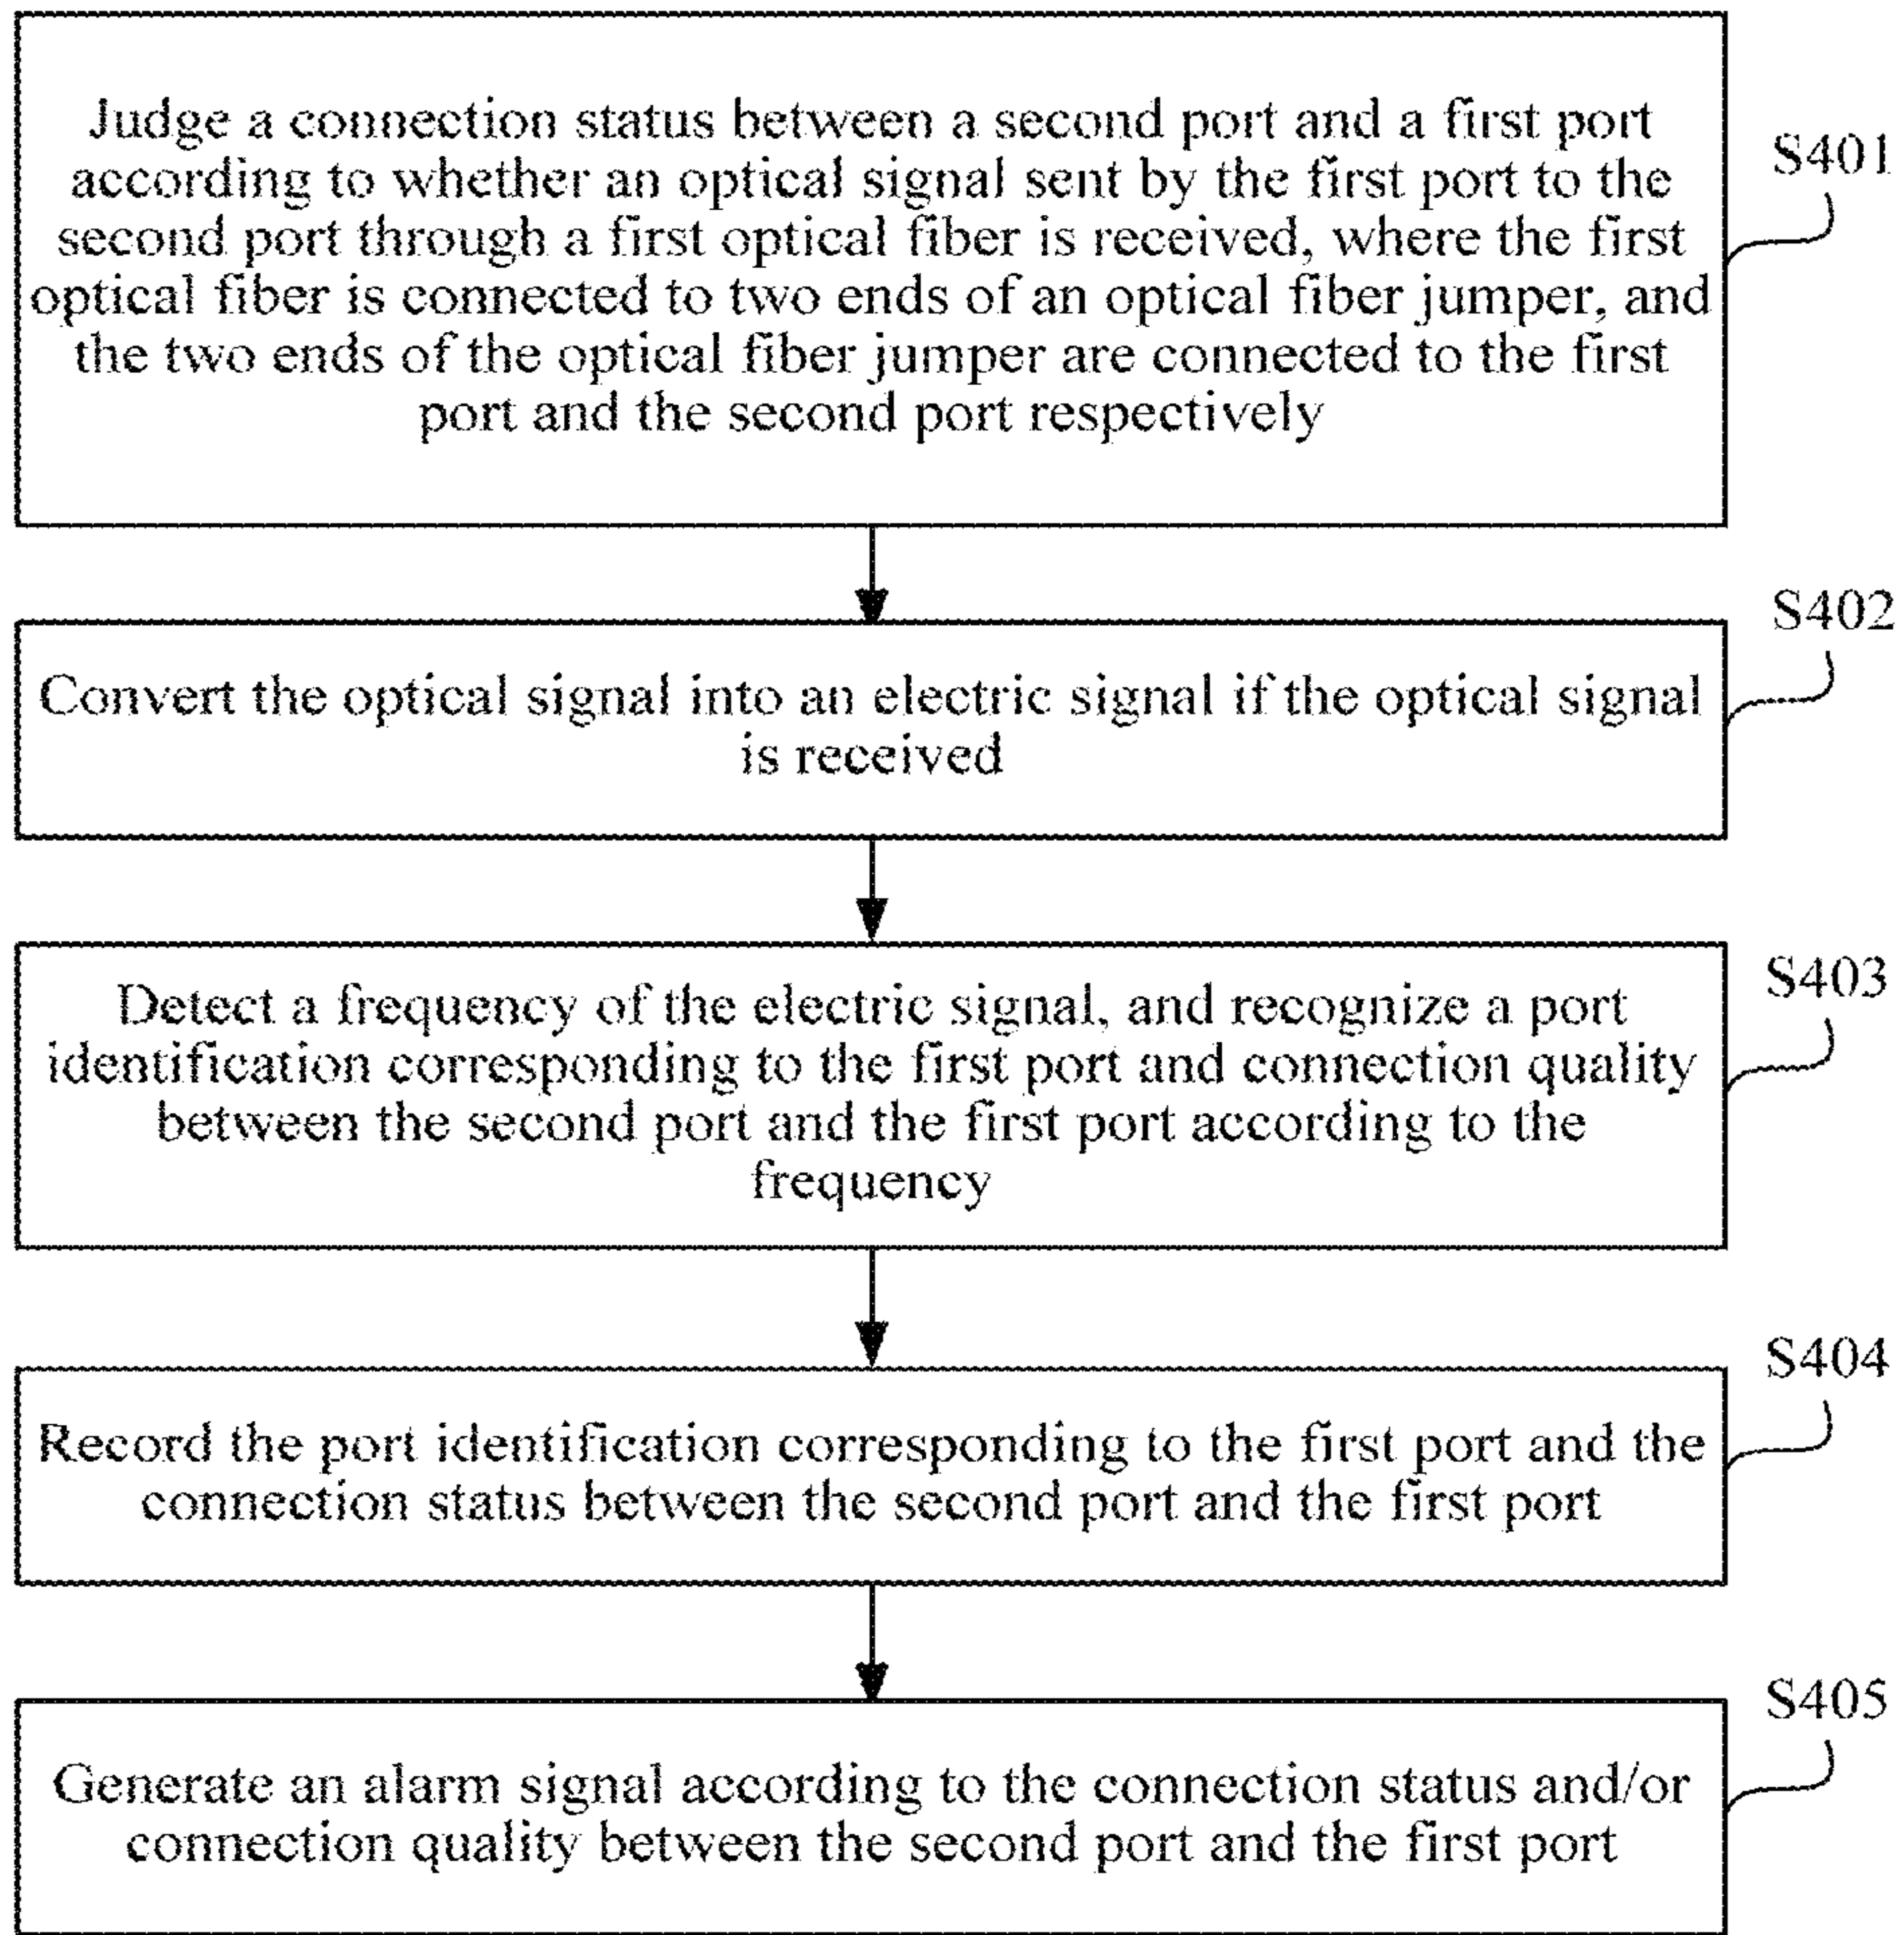 Judge a connection status between a second port and a first port
according to whether an optical signal sent by the first port to the
second port through a first optical fiber is received, where the first
optical fiber is connected to two ends of an optical fiber jumper, and
the two ends of the optical fiber jumper are connected to the first
port and the second port respectively
S401
S402
Convert the optical signal into an electric signal if the optical signal
is received
S403
Detect a frequency of the electric signal, and recognize a port
identification corresponding to the first port and connection quality
between the second port and the first port according to the
frequency
S404
Record the port identification corresponding to the first port and the
connection status between the second port and the first port
S405
Generate an alarm signal according to the connection status and/or
connection quality between the second port and the first port